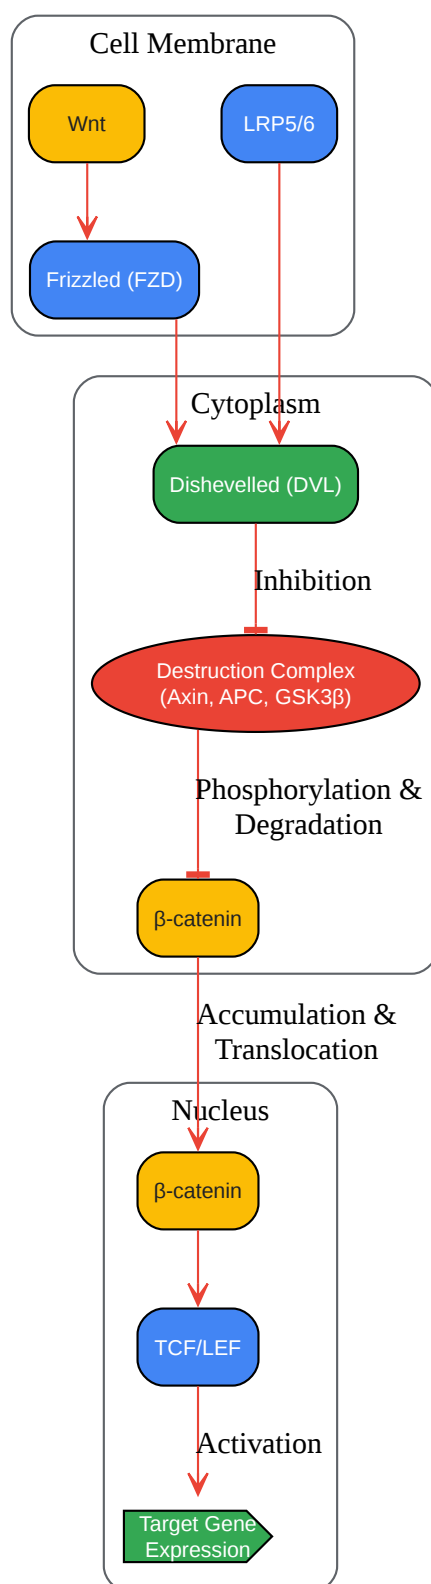 Cell Membrane
Wnt
LRP5/6
Frizzled (FZD)
Cytoplasm
Dishevelled (DVL)
Inhibition
Destruction Complex
(Axin, APC, GSK3β)
Phosphorylation &
Degradation
β-catenin
Accumulation &
Translocation
Nucleus
β-catenin
TCF/LEF
Activation
Target Gene
Expression